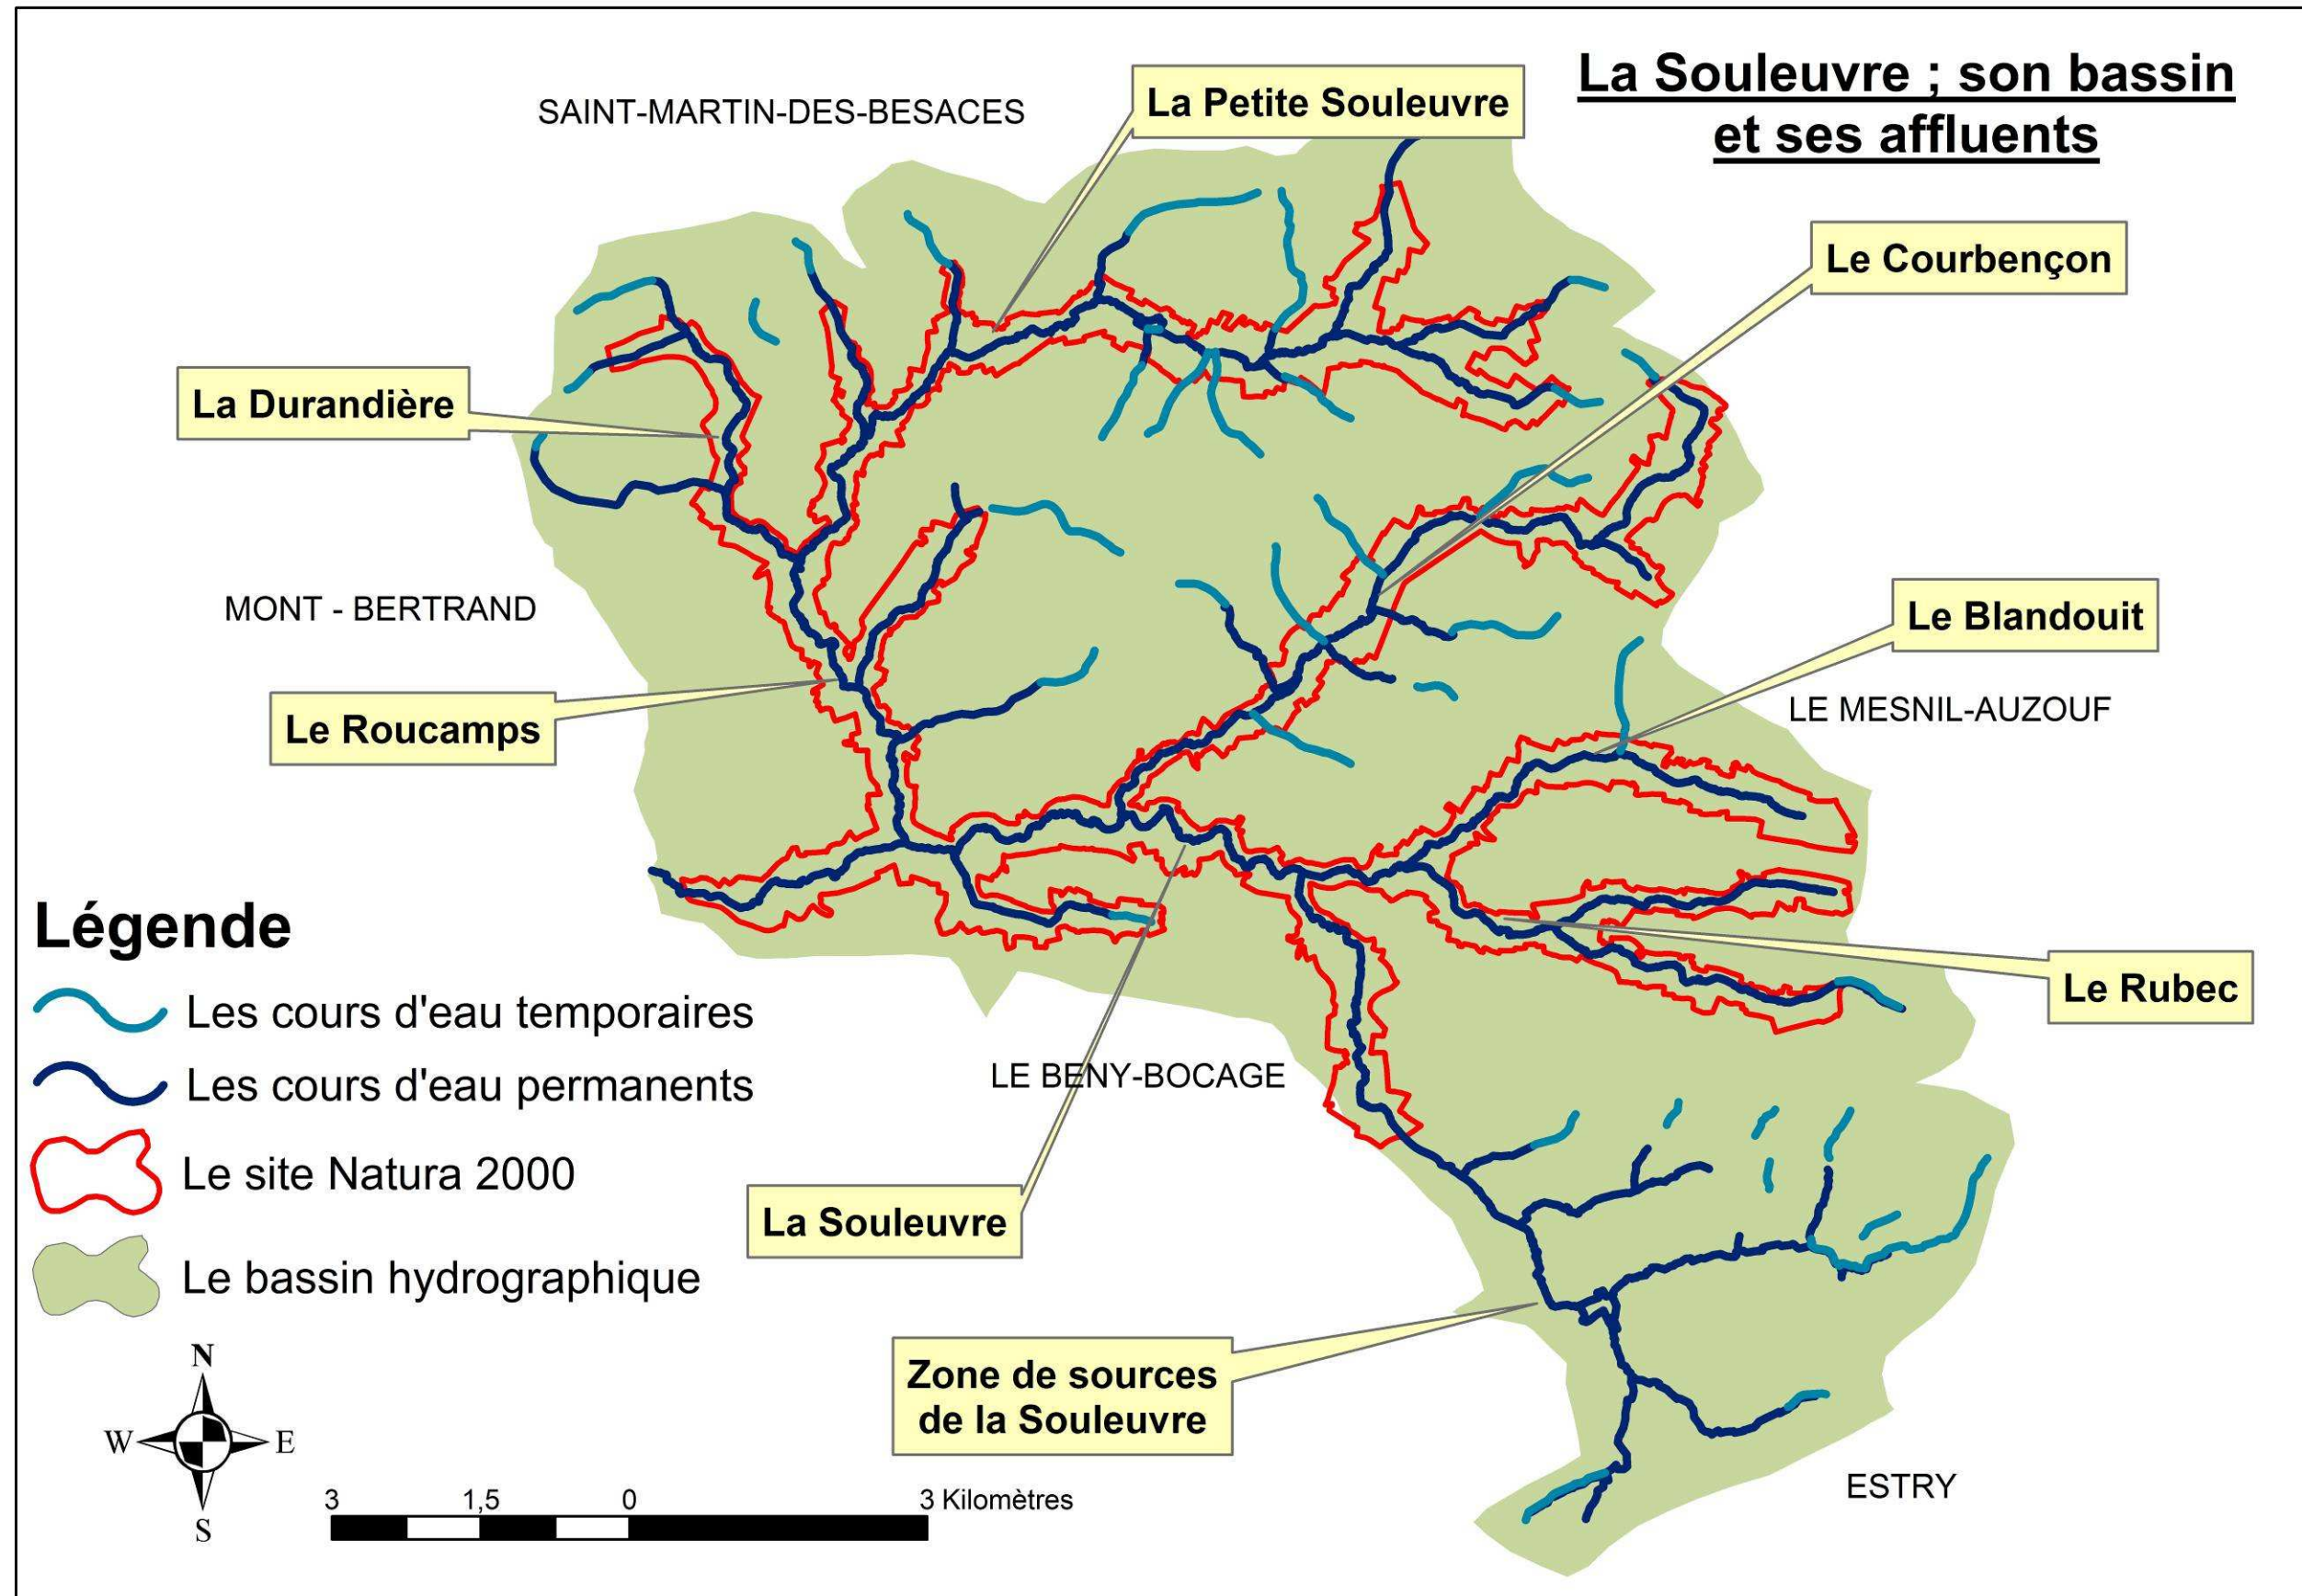 La Souleuvre ; son bassin
et ses affluents
La Petite Souleuvre
SAINT-MARTIN-DES-BESACES
Le Courbençon
La Durandière
MONT - BERTRAND
Le Blandouit
Le Roucamps
LE MESNIL-AUZOUF
Le Rubec
LE BENY-BOCAGE
La Souleuvre
Zone de sources
de la Souleuvre
ESTRY
Légende
Les cours d'eau temporaires
Les cours d'eau permanents
Le site Natura 2000
Le bassin hydrographique
N
W E
S
3 1,5 0 3 Kilomètres